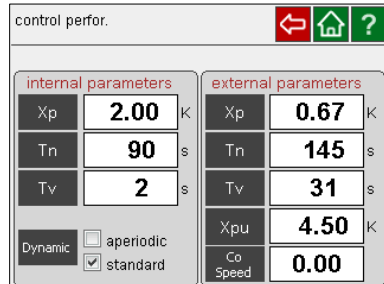 control perfor.
?
internal parameters
Xp 2.00 K
Tn 90 s
Tv 2 s
Dynamic
aperiodic
standard
external parameters
Xp 0.67 K
Tn 145 s
Tv 31 s
Xpu 4.50 K
Co Speed 0.00